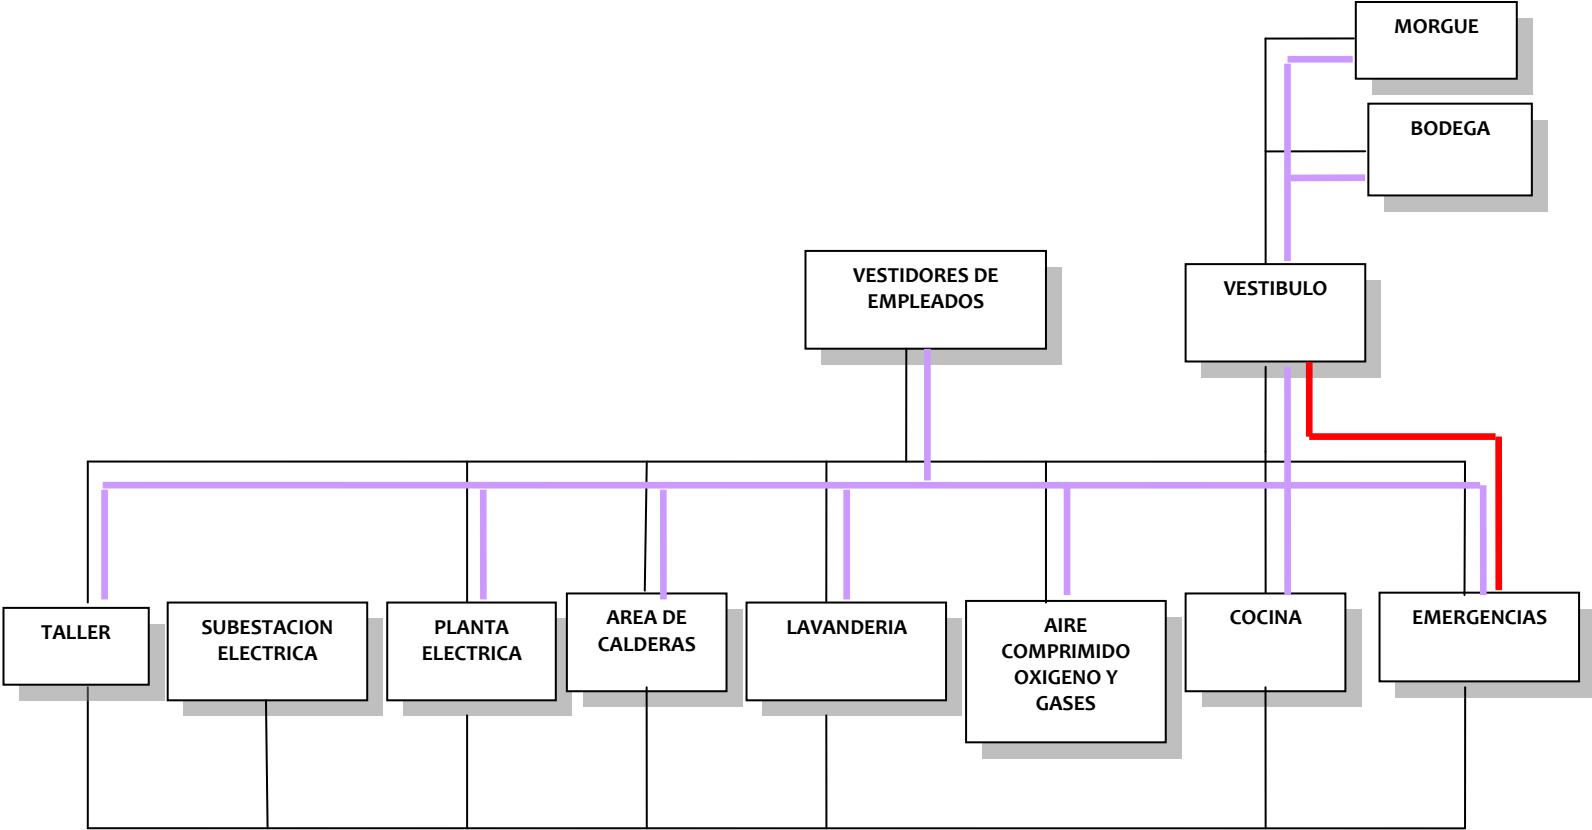 MORGUE
BODEGA
VESTIDORES DE
EMPLEADOS
VESTIBULO
TALLER
SUBESTACION
ELECTRICA
PLANTA
ELECTRICA
AREA DE
CALDERAS
LAVANDERIA
AIRE
COMPRIMIDO
OXIGENO Y
GASES
COCINA
EMERGENCIAS